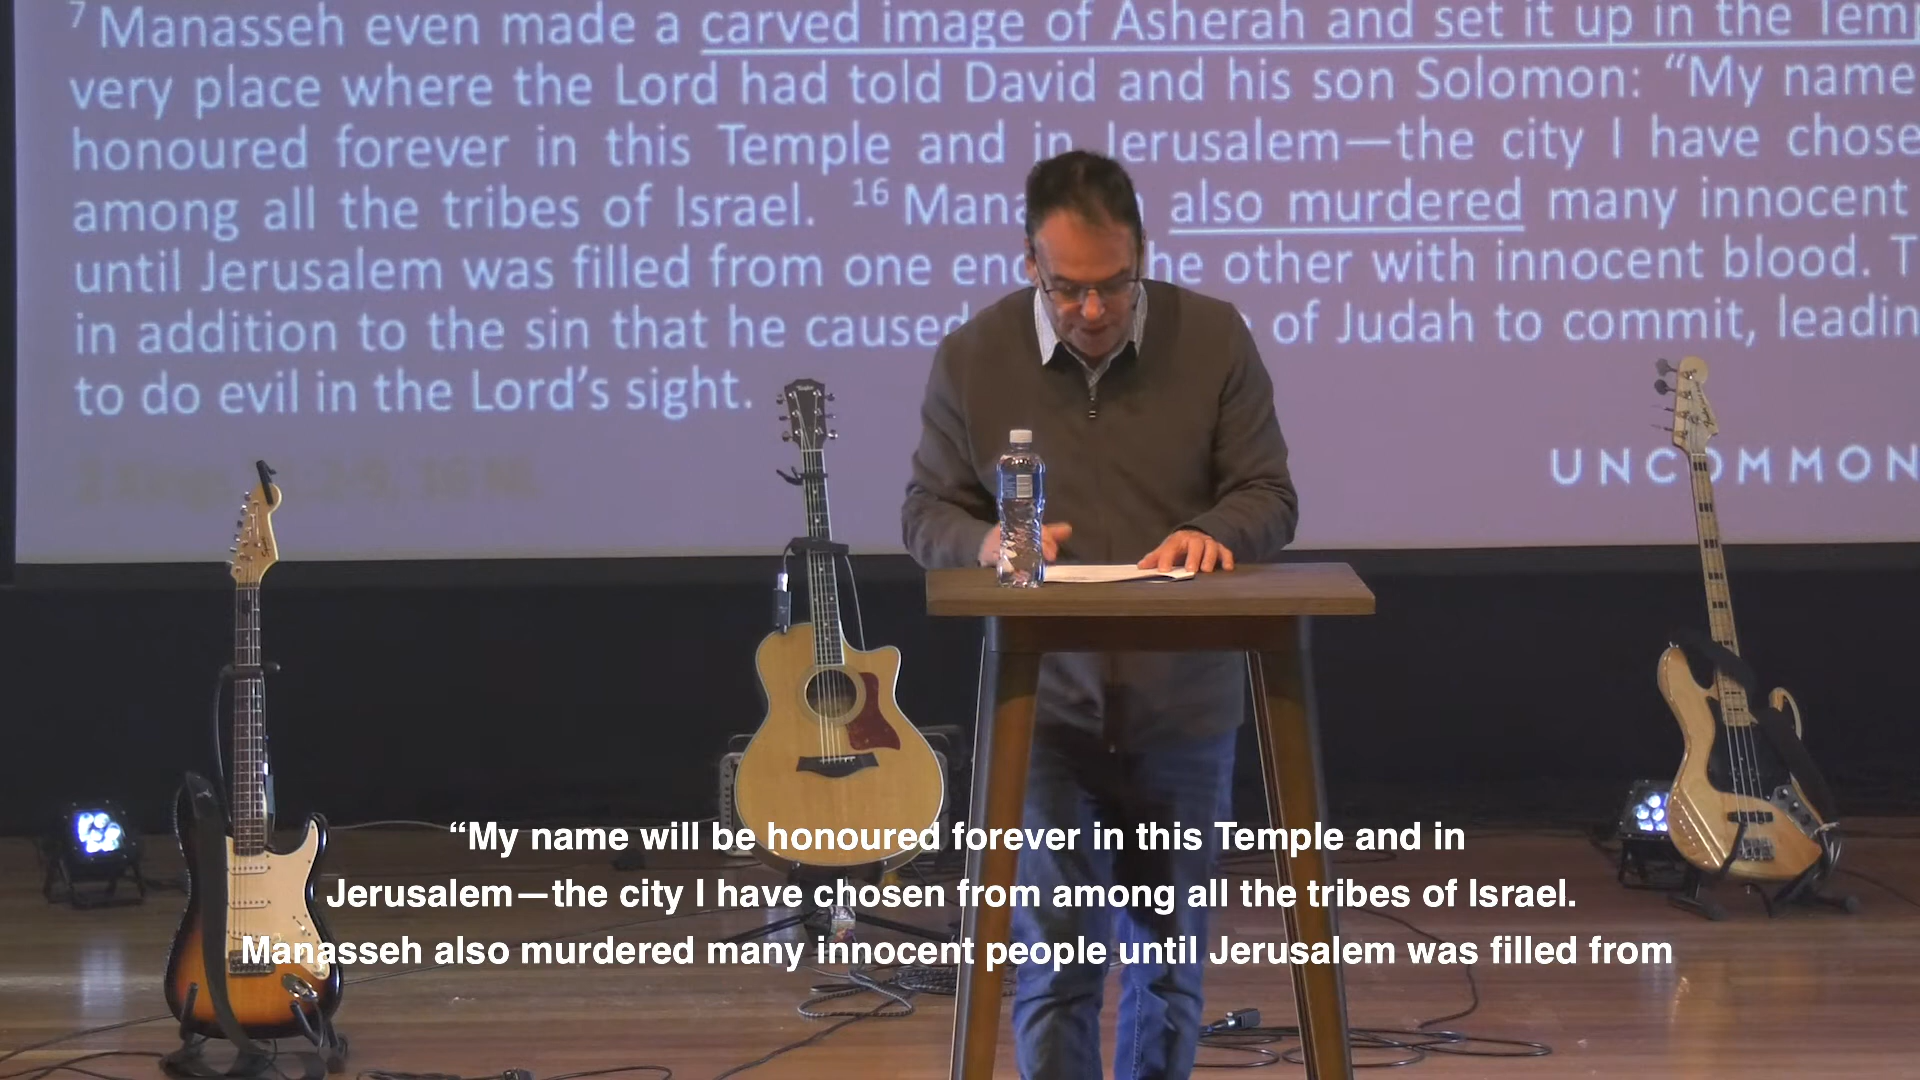 7 Manasseh even made a carved image of Asherah and set it up in the
very place where the Lord had told David and his son Solomon: “My name
honoured forever in this Temple and in Jerusalem—the city I have
among all the tribes of Israel. 16 also murdered many innocent
until Jerusalem was filled from one the other with innocent blood.
in addition to the sin that he caused of Judah to commit,
to do evil in the Lord’s sight.
UNCOMMON
“My name will be honoured forever in this Temple and in
Jerusalem—the city I have chosen from among all the tribes of Israel.
Manasseh also murdered many innocent people until Jerusalem was filled from